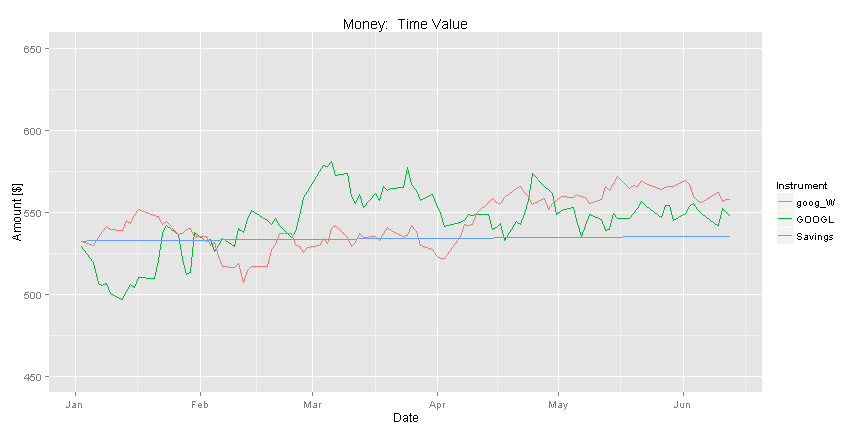 Money:  Time Value
650
600
550
500
450
Amount [$]
Jan Feb Mar Apr May Jun
Date
Instrument
goog_W
GOOGL
Savings